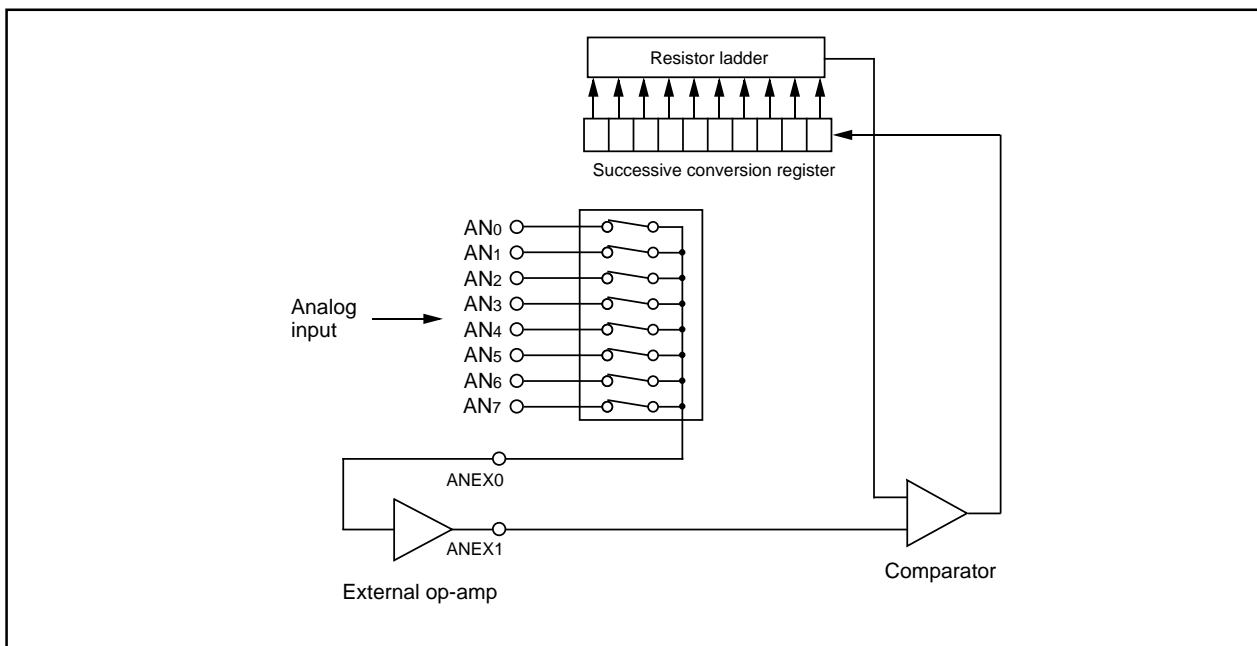 Resistor ladder
Successive conversion register
AN0
AN1
AN2
AN3
AN4
AN5
AN6
AN7
Analog
input
ANEX0
ANEX1
External op-amp
Comparator